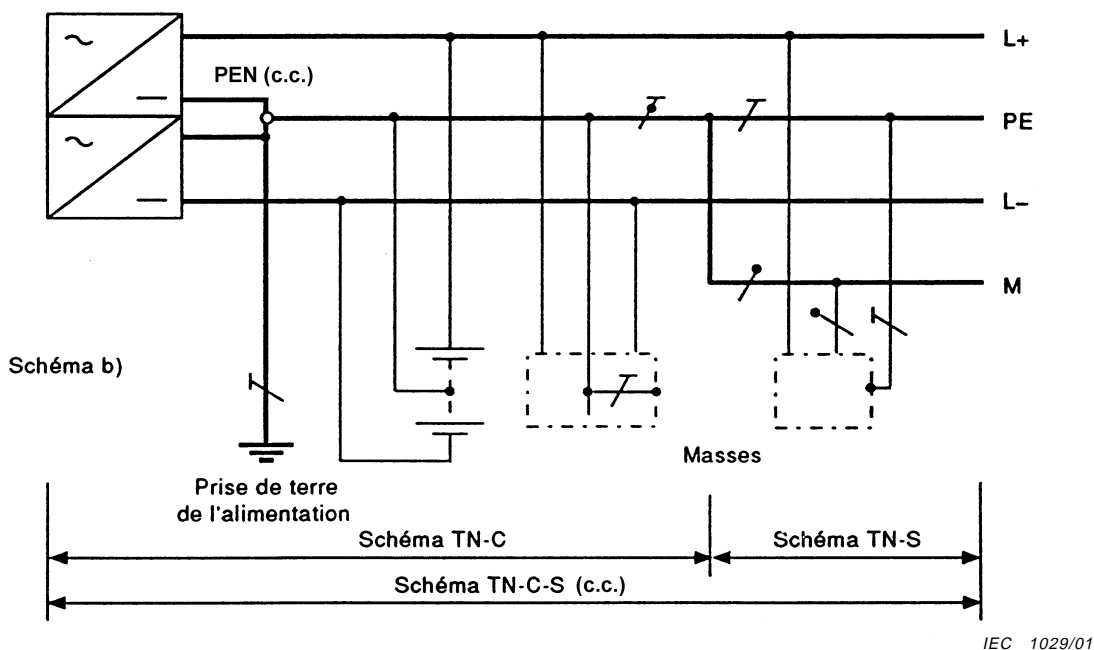 L+
PEN (c.c.)
PE
L–
M
Schéma b)
Masses
Prise de terre
de l'alimentation
Schéma TN-C
Schéma TN-S
Schéma TN-C-S (c.c.)
IEC 1029/01